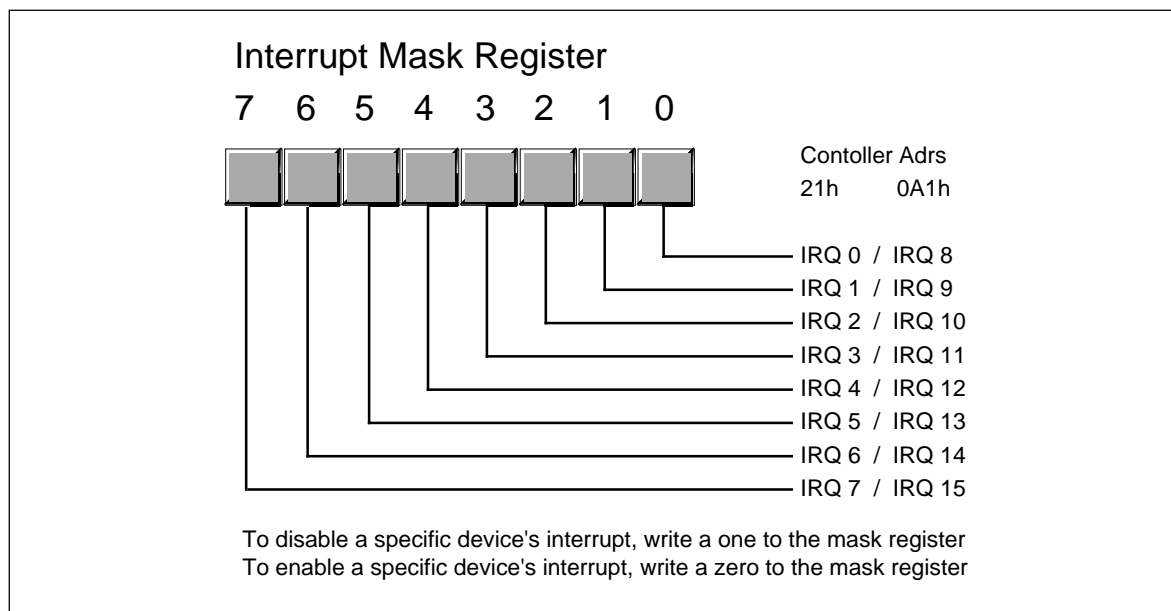 Interrupt Mask Register
7 6 5 4 3 2 1 0
Contoller Adrs
21h 0A1h
IRQ 0 / IRQ 8
IRQ 1 / IRQ 9
IRQ 2 / IRQ 10
IRQ 3 / IRQ 11
IRQ 4 / IRQ 12
IRQ 5 / IRQ 13
IRQ 6 / IRQ 14
IRQ 7 / IRQ 15
To disable a specific device's interrupt, write a one to the mask register
To enable a specific device's interrupt, write a zero to the mask register